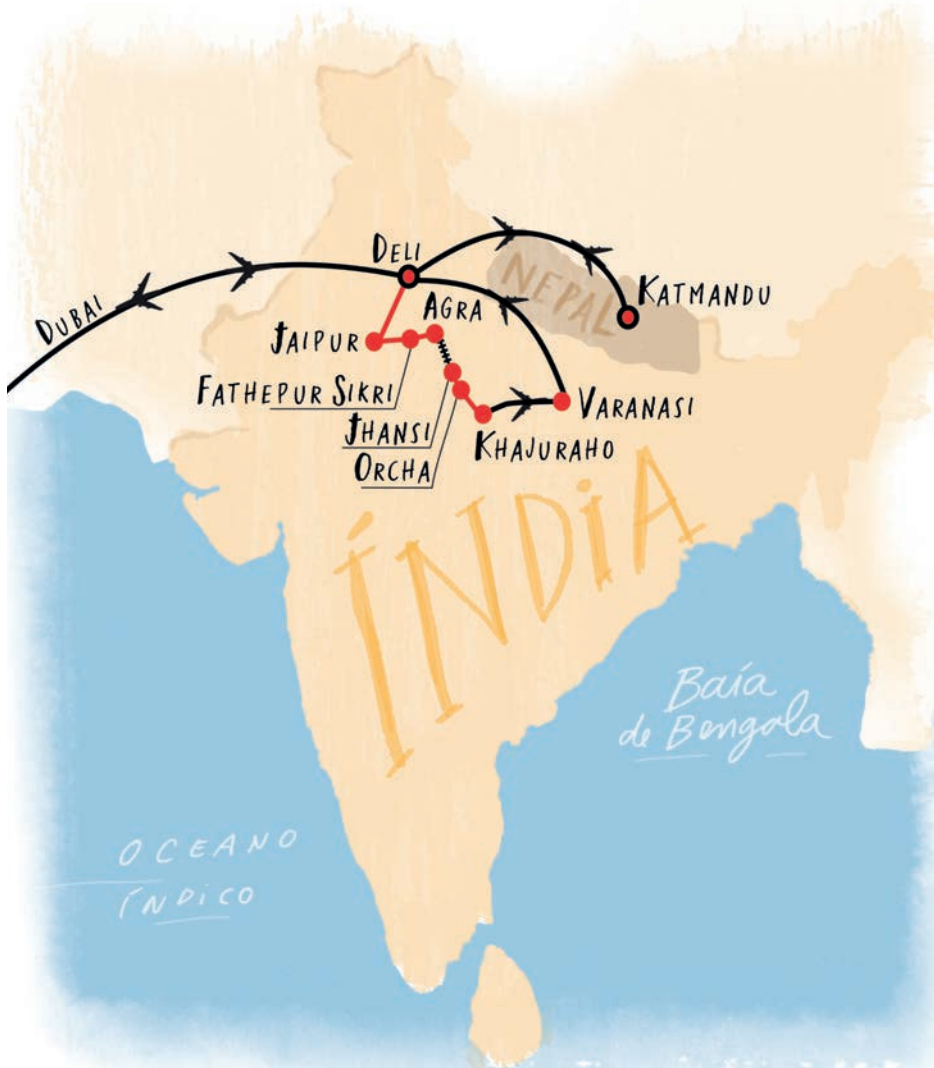 DELI
NEPAL
KATMANDU
DUBAI
AGRA
JAIPUR
FATHEPUR SIKRI
JHANSI
ORCHA
KHAJURAHO
VARANASI
ÍNDIA
Baía
de Bengala
OCEANO
ÍNDICO